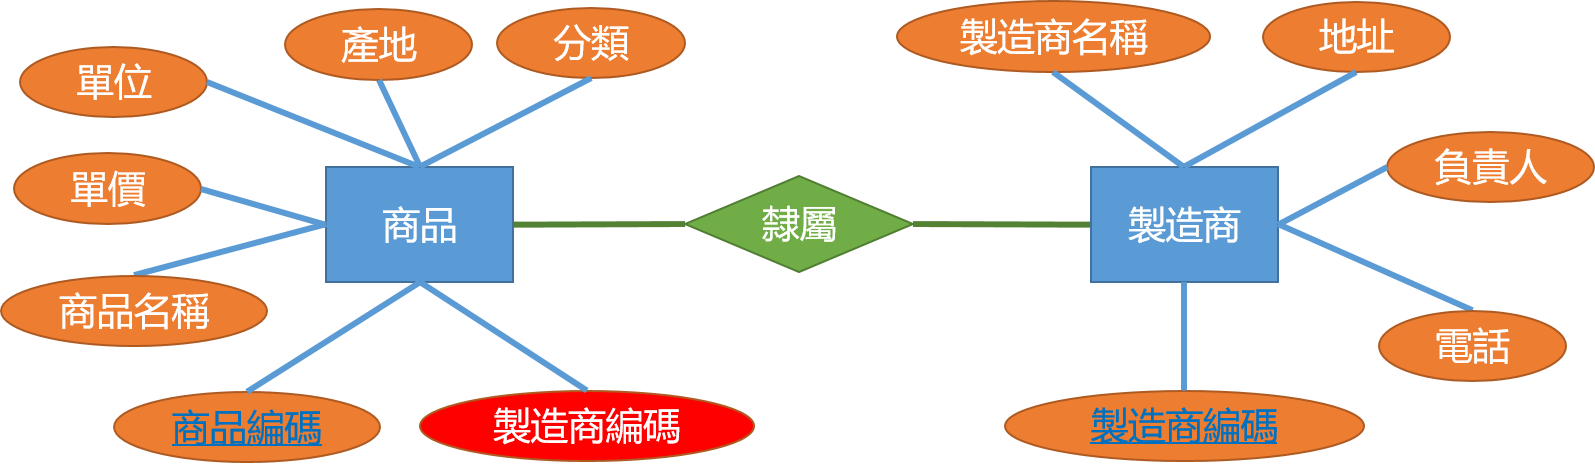 產地
分類
製造商名稱
地址
單位
單價
負責人
商品
隸屬
製造商
商品名稱
電話
商品編碼
製造商編碼
製造商編碼